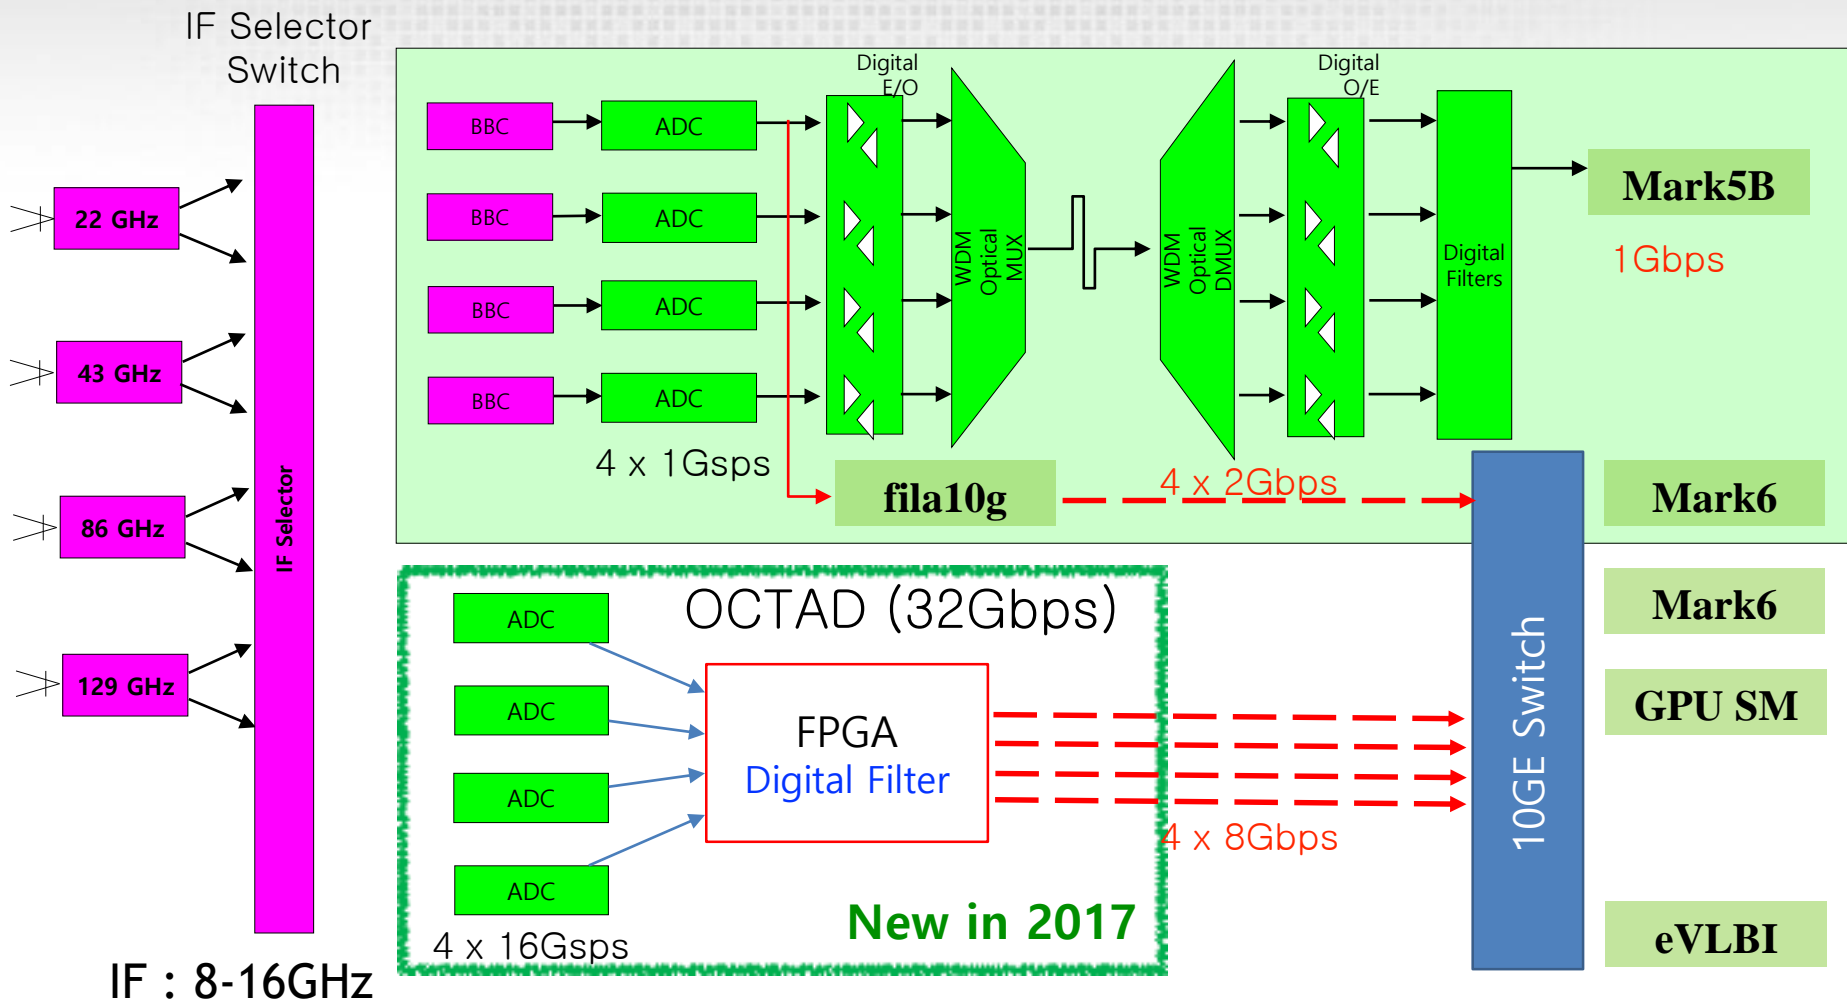 IF Selector
Switch
22 GHz
43 GHz
86 GHz
129 GHz
IF Selector
IF : 8-16GHz
BBC
ADC
BBC
ADC
BBC
ADC
BBC
ADC
4 x 1Gsps
Digital
E/O
WDM
Optical
MUX
WDM
Optical
DMUX
Digital
O/E
Digital
Filters
Mark5B
1Gbps
fila10g
4 x 2Gbps
Mark6
OCTAD (32Gbps)
ADC
ADC
ADC
ADC
4 x 16Gsps
FPGA
Digital Filter
New in 2017
4 x 8Gbps
10GE Switch
Mark6
GPU SM
eVLBI